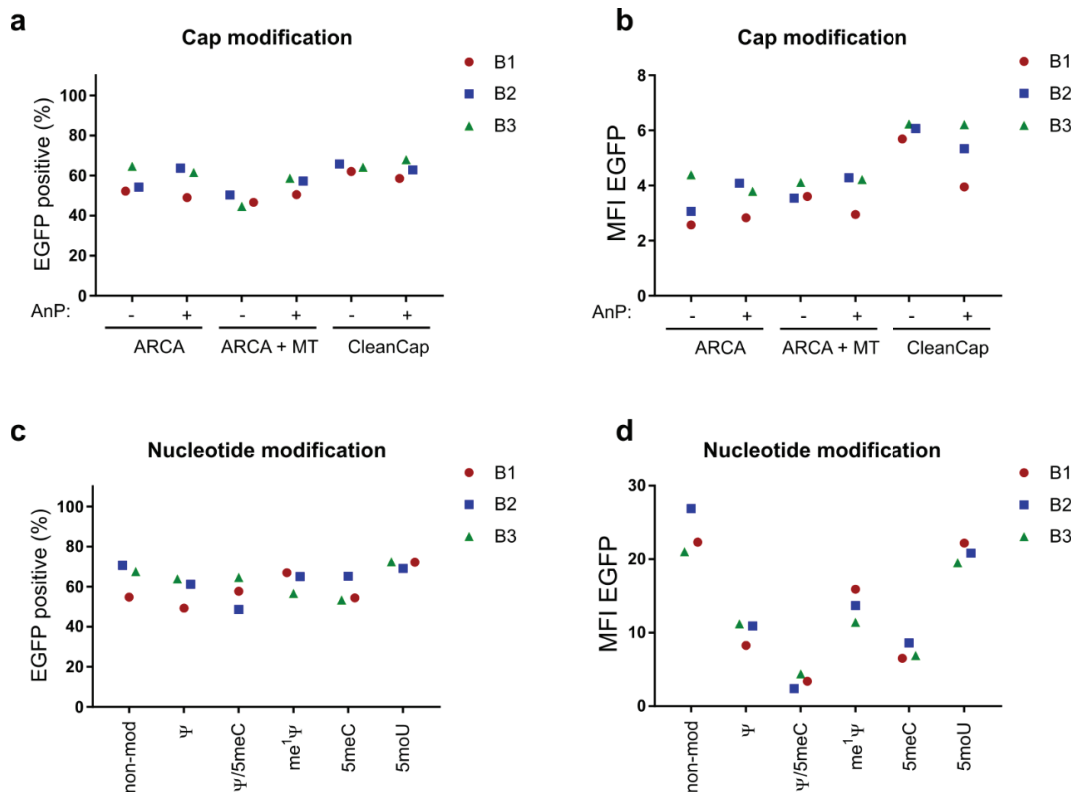 a
Cap modification
EGFP positive (%)
100
80
60
40
20
0
AnP: - + - + - +
ARCA ARCA + MT CleanCap
B1
B2
B3
b
Cap modification
MFI EGFP
8
6
4
2
0
AnP: - + - + - +
ARCA ARCA + MT CleanCap
B1
B2
B3
c
Nucleotide modification
EGFP positive (%)
100
80
60
40
20
0
non-mod Ψ Ψ/5meC me¹Ψ 5meC 5moU
B1
B2
B3
d
Nucleotide modification
MFI EGFP
30
20
10
0
non-mod Ψ Ψ/5meC me¹Ψ 5meC 5moU
B1
B2
B3